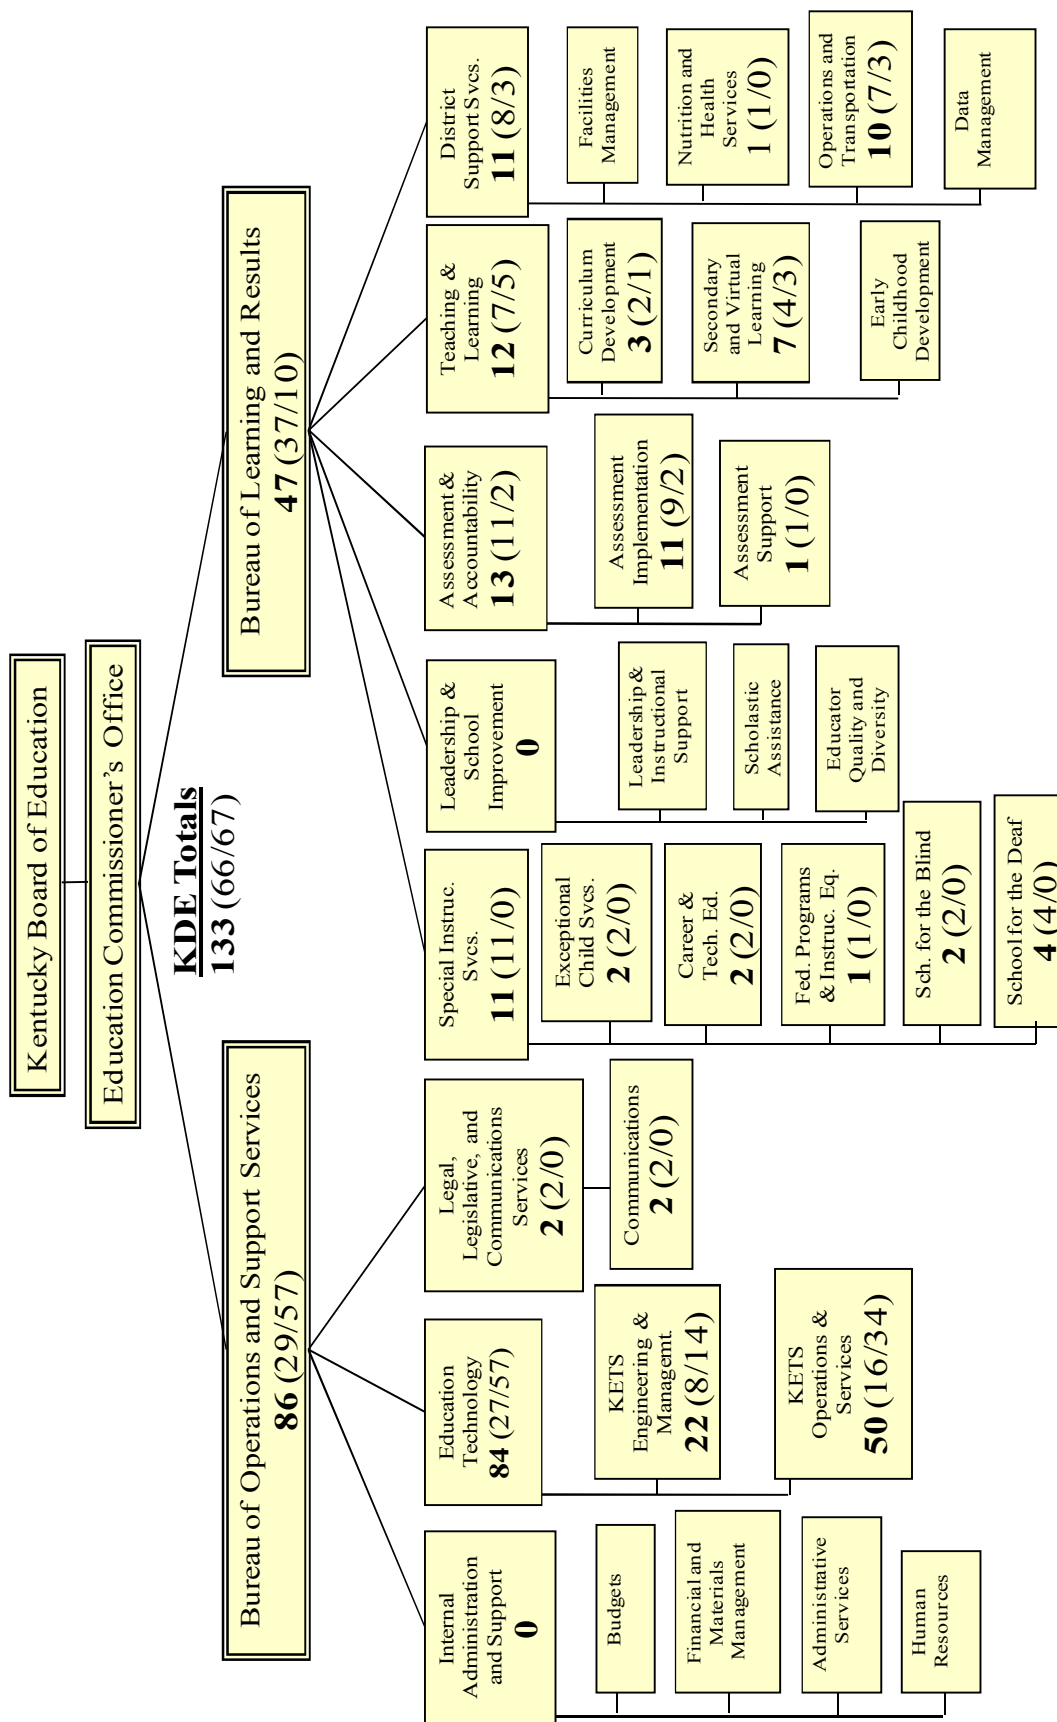 Kentucky Board of Education
Education Commissioner's Office
KDE Totals
133 (66/67)
Bureau of Operations and Support Services
86 (29/57)
Bureau of Learning and Results
47 (37/10)
Internal
Administration
and Support
0
Budgets
Financial and
Materials
Management
Administrative
Services
Human
Resources
Education
Technology
84 (27/57)
KETS
Engineering &
Managemt.
22 (8/14)
KETS
Operations &
Services
50 (16/34)
Legal,
Legislative, and
Communications
Services
2 (2/0)
Communications
2 (2/0)
Special Instruc.
Svcs.
11 (11/0)
Exceptional
Child Svcs.
2 (2/0)
Career &
Tech. Ed.
2 (2/0)
Fed. Programs
& Instruc. Eq.
1 (1/0)
Sch. for the Blind
2 (2/0)
School for the Deaf
4 (4/0)
Leadership &
School
Improvement
0
Leadership &
Instructional
Support
Scholastic
Assistance
Educator
Quality and
Diversity
Assessment &
Accountability
13 (11/2)
Assessment
Implementation
11 (9/2)
Assessment
Support
1 (1/0)
Teaching &
Learning
12 (7/5)
Curriculum
Development
3 (2/1)
Secondary
and Virtual
Learning
7 (4/3)
Early
Childhood
Development
District
Support Svcs.
11 (8/3)
Facilities
Management
Nutrition and
Health
Services
1 (1/0)
Operations and
Transportation
10 (7/3)
Data
Management